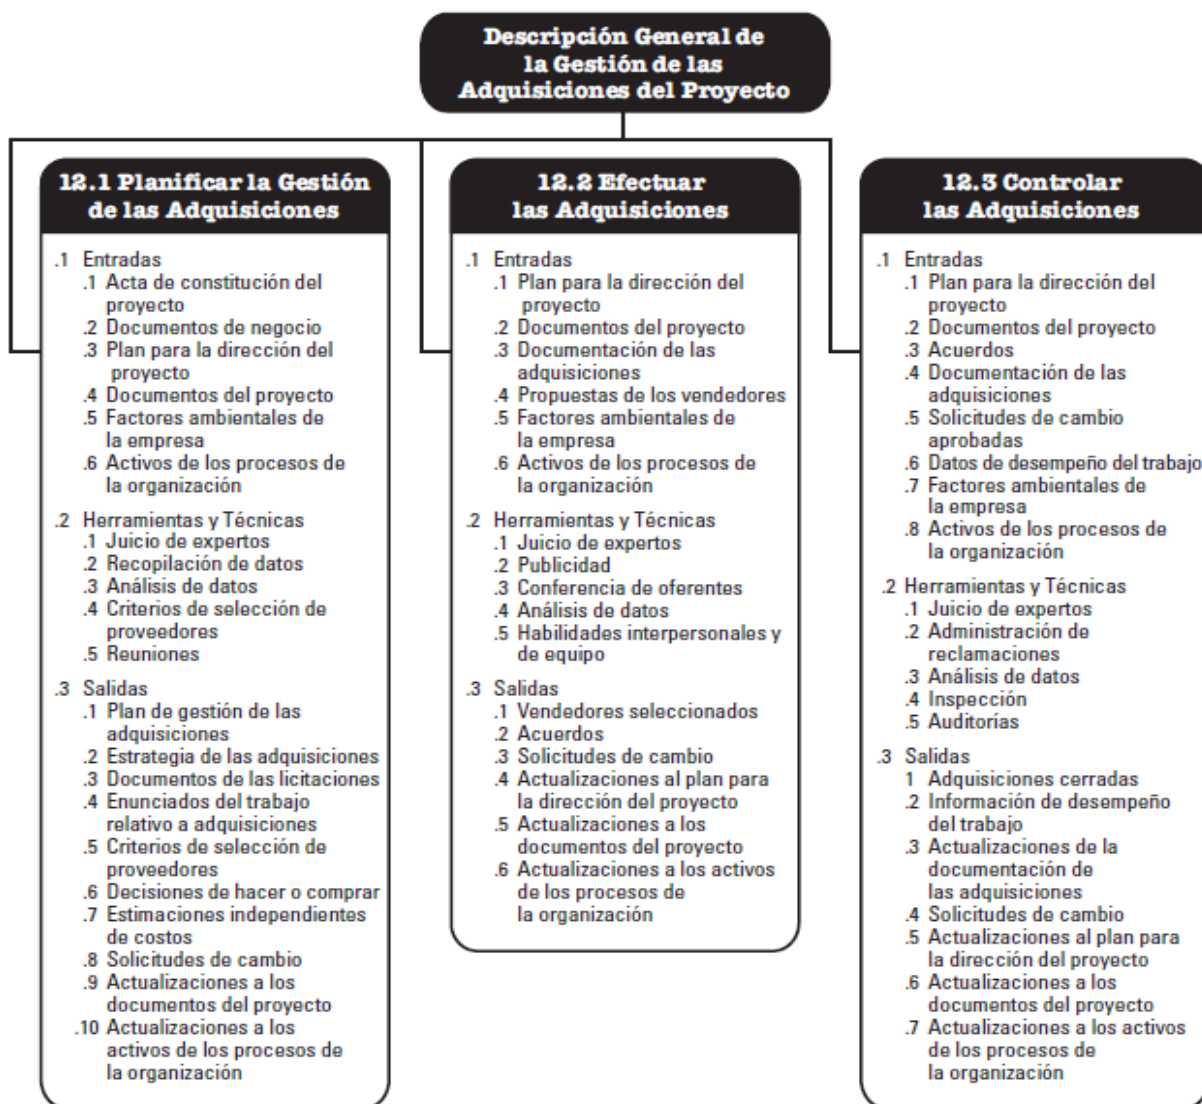 Descripción General de
la Gestión de las
Adquisiciones del Proyecto
12.1 Planificar la Gestión
de las Adquisiciones
.1 Entradas
.1 Acta de constitución del
proyecto
.2 Documentos de negocio
.3 Plan para la dirección del
proyecto
.4 Documentos del proyecto
.5 Factores ambientales de
la empresa
.6 Activos de los procesos de
la organización
.2 Herramientas y Técnicas
.1 Juicio de expertos
.2 Recopilación de datos
.3 Análisis de datos
.4 Criterios de selección de
proveedores
.5 Reuniones
.3 Salidas
.1 Plan de gestión de las
adquisiciones
.2 Estrategia de las adquisiciones
.3 Documentos de las licitaciones
.4 Enunciados del trabajo
relativo a adquisiciones
.5 Criterios de selección de
proveedores
.6 Decisiones de hacer o comprar
.7 Estimaciones independientes
de costos
.8 Solicitudes de cambio
.9 Actualizaciones a los
documentos del proyecto
.10 Actualizaciones a los
activos de los procesos de
la organización
12.2 Efectuar
las Adquisiciones
.1 Entradas
.1 Plan para la dirección del
proyecto
.2 Documentos del proyecto
.3 Documentación de las
adquisiciones
.4 Propuestas de los vendedores
.5 Factores ambientales de
la empresa
.6 Activos de los procesos de
la organización
.2 Herramientas y Técnicas
.1 Juicio de expertos
.2 Publicidad
.3 Conferencia de oferentes
.4 Análisis de datos
.5 Habilidades interpersonales y
de equipo
.3 Salidas
.1 Vendedores seleccionados
.2 Acuerdos
.3 Solicitudes de cambio
.4 Actualizaciones al plan para
la dirección del proyecto
.5 Actualizaciones a los
documentos del proyecto
.6 Actualizaciones a los activos
de los procesos de
la organización
12.3 Controlar
las Adquisiciones
.1 Entradas
.1 Plan para la dirección del
proyecto
.2 Documentos del proyecto
.3 Acuerdos
.4 Documentación de las
adquisiciones
.5 Solicitudes de cambio
aprobadas
.6 Datos de desempeño del trabajo
.7 Factores ambientales de
la empresa
.8 Activos de los procesos de
la organización
.2 Herramientas y Técnicas
.1 Juicio de expertos
.2 Administración de
reclamaciones
.3 Análisis de datos
.4 Inspección
.5 Auditorías
.3 Salidas
1 Adquisiciones cerradas
.2 Información de desempeño
del trabajo
.3 Actualizaciones de la
documentación de
las adquisiciones
.4 Solicitudes de cambio
.5 Actualizaciones al plan para
la dirección del proyecto
.6 Actualizaciones a los
documentos del proyecto
.7 Actualizaciones a los activos
de los procesos de
la organización